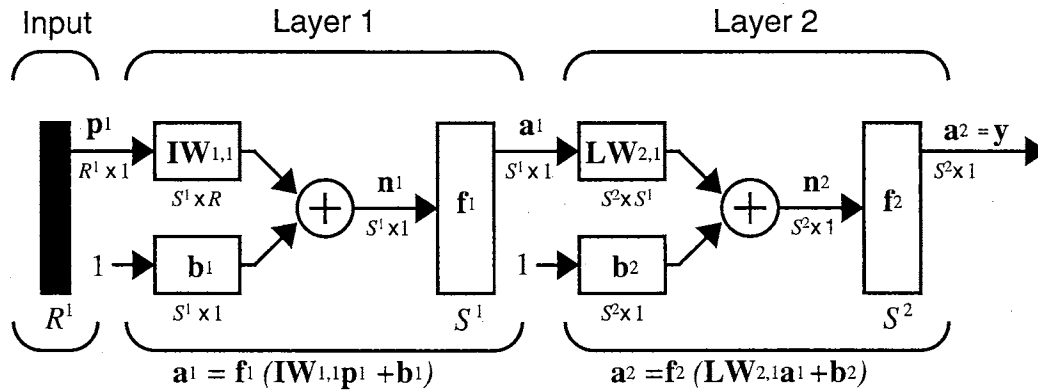 Input Layer 1 Layer 2
p1 IW1,1 a1 LW2,1 a2 = y
R¹ x 1 S¹ x R n1 S¹ x 1 S² x S¹ n2 S² x 1
f1 S¹ x 1 f2 S² x 1
1 b1 1 b2
R¹ S¹ x 1 S¹ S² x 1 S²
a1 = f1 (IW1,1p1 +b1) a2 =f2 (LW2,1a1+b2)